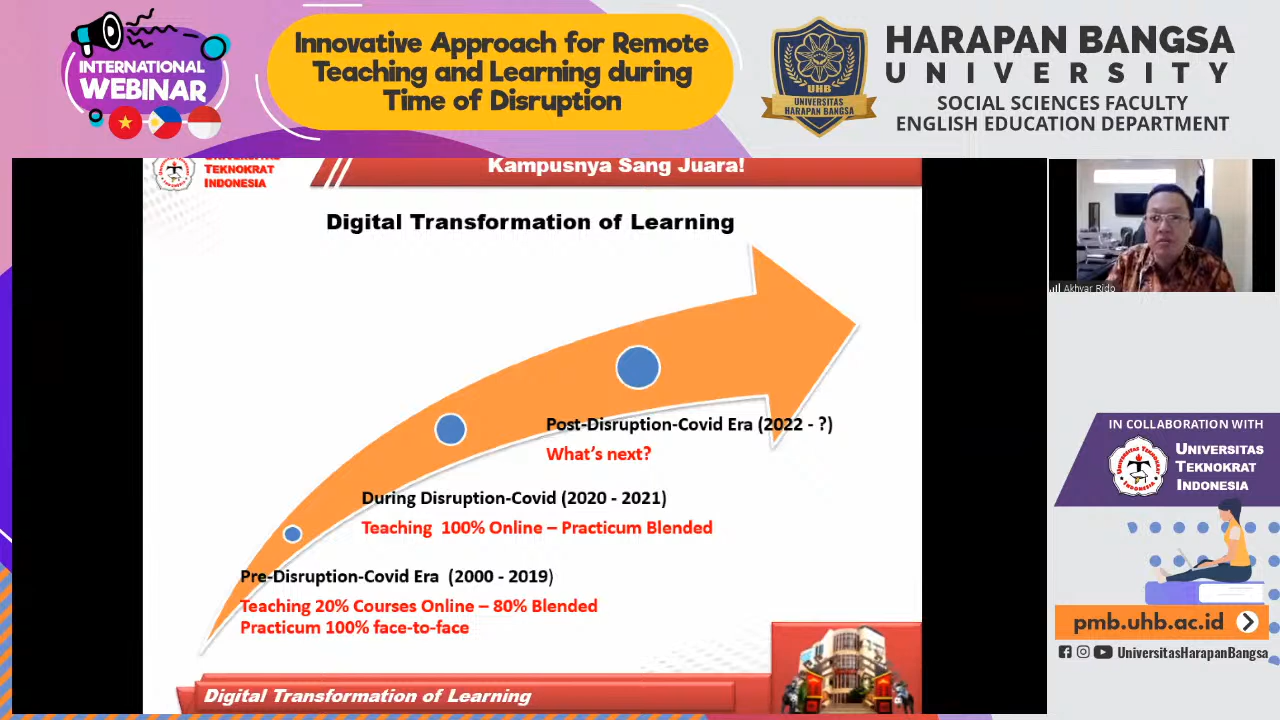 INTERNATIONAL
WEBINAR
Innovative Approach for Remote
Teaching and Learning during
Time of Disruption
UHB
UNIVERSITAS
HARAPAN BANGSA
HARAPAN BANGSA
UNIVERSITY
SOCIAL SCIENCES FACULTY
ENGLISH EDUCATION DEPARTMENT
TEKNOKRAT
INDONESIA
Kampusnya Sang Juara!
Digital Transformation of Learning
Post-Disruption-Covid Era (2022 - ?)
What's next?
During Disruption-Covid (2020 - 2021)
Teaching 100% Online – Practicum Blended
Pre-Disruption-Covid Era (2000 - 2019)
Teaching 20% Courses Online – 80% Blended
Practicum 100% face-to-face
Digital Transformation of Learning
Akhyar Rido
IN COLLABORATION WITH
UNIVERSITAS
TEKNOKRAT
INDONESIA
pmb.uhb.ac.id
UniversitasHarapanBangsa